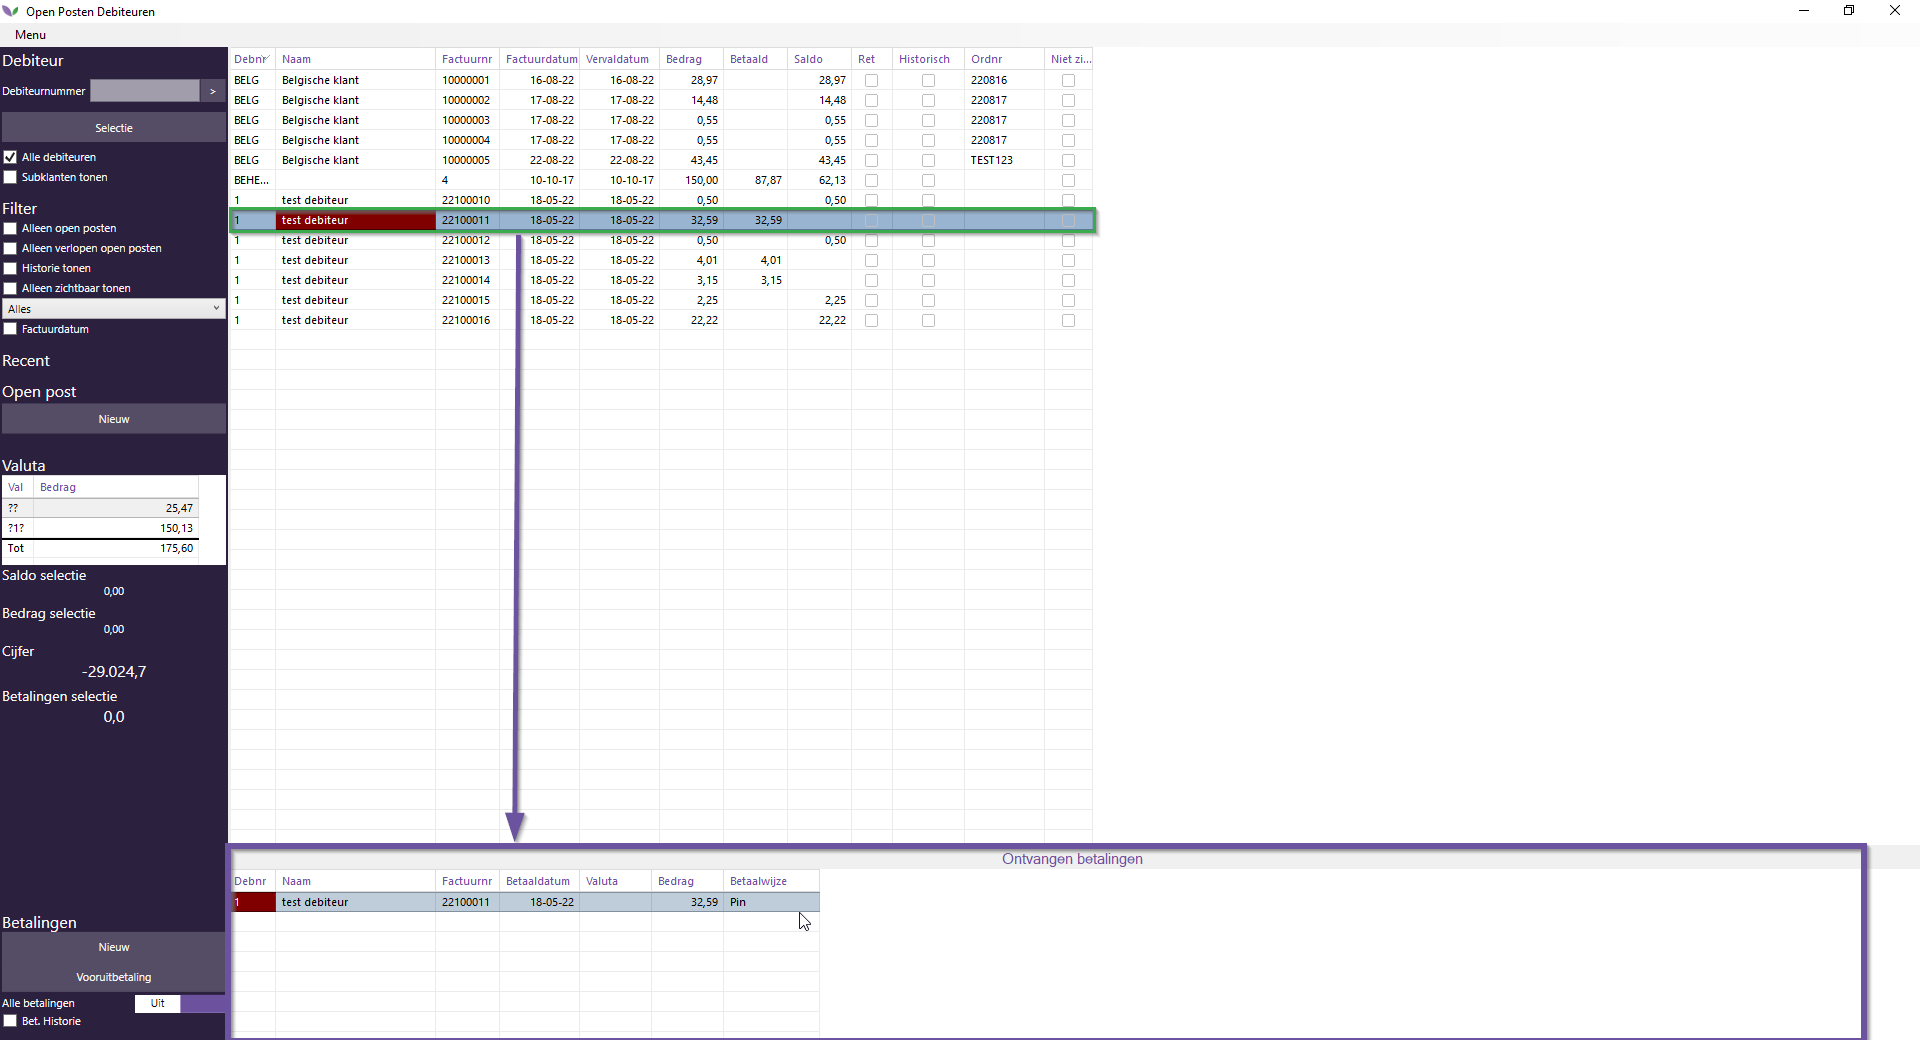 Open Posten Debiteuren
Menu
Debiteur
Debiteurnummer >
Selectie
Alle debiteuren
Subklanten tonen
Filter
Alleen open posten
Alleen verlopen open posten
Historie tonen
Alleen zichtbaar tonen
Alles
Factuurdatum
Recent
Open post
Nieuw
Valuta
Val Bedrag
?? 25,47
?1? 150,13
Tot 175,60
Saldo selectie
0,00
Bedrag selectie
0,00
Cijfer
-29.024,7
Betalingen selectie
0,0
Betalingen
Nieuw
Vooruitbetaling
Alle betalingen Uit
Bet. Historie
Debnr Naam Factuurnr Factuurdatum Vervaldatum Bedrag Betaald Saldo Ret Historisch Ordnr Niet zi...
BELG Belgische klant 10000001 16-08-22 16-08-22 28,97 28,97 220816
BELG Belgische klant 10000002 17-08-22 17-08-22 14,48 14,48 220817
BELG Belgische klant 10000003 17-08-22 17-08-22 0,55 0,55 220817
BELG Belgische klant 10000004 17-08-22 17-08-22 0,55 0,55 220817
BELG Belgische klant 10000005 22-08-22 22-08-22 43,45 43,45 TEST123
BEHE... 4 10-10-17 10-10-17 150,00 87,87 62,13
1 test debiteur 22100010 18-05-22 18-05-22 0,50 0,50
1 test debiteur 22100011 18-05-22 18-05-22 32,59 32,59
1 test debiteur 22100012 18-05-22 18-05-22 0,50 0,50
1 test debiteur 22100013 18-05-22 18-05-22 4,01 4,01
1 test debiteur 22100014 18-05-22 18-05-22 3,15 3,15
1 test debiteur 22100015 18-05-22 18-05-22 2,25 2,25
1 test debiteur 22100016 18-05-22 18-05-22 22,22 22,22
Ontvangen betalingen
Debnr Naam Factuurnr Betaaldatum Valuta Bedrag Betaalwijze
1 test debiteur 22100011 18-05-22 32,59 Pin